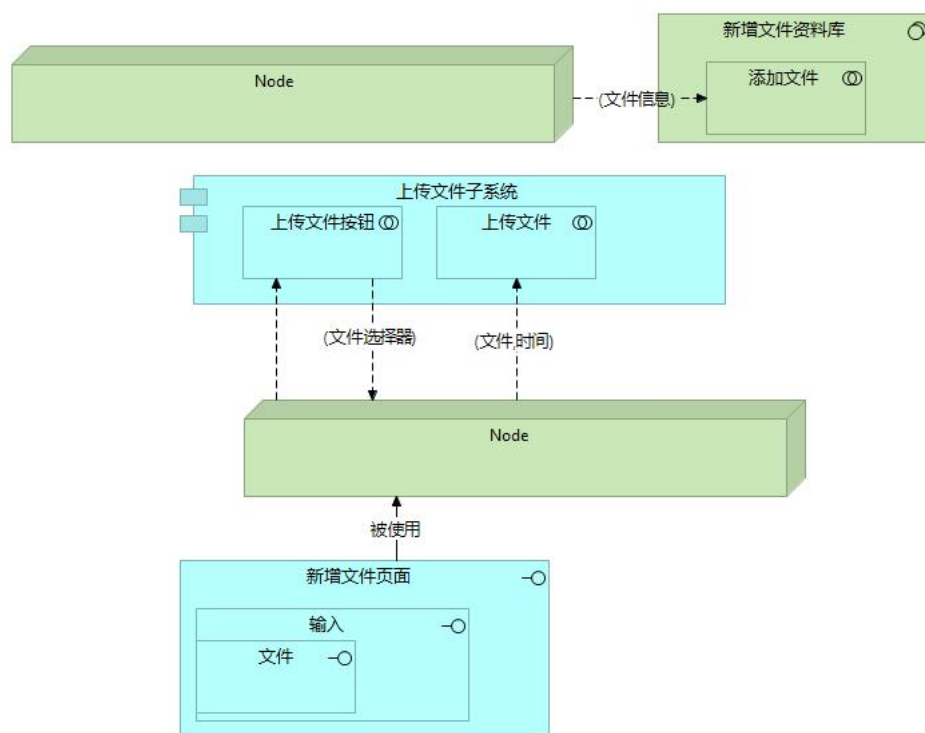 新增文件资料库
Node
添加文件
(文件信息)
上传文件子系统
上传文件按钮
上传文件
(文件选择器)
(文件,时间)
Node
被使用
新增文件页面
输入
文件